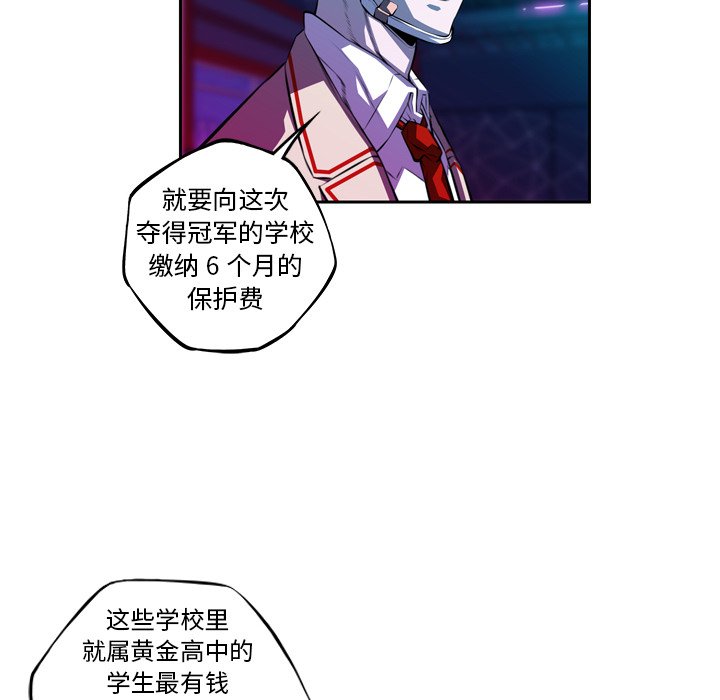 就要向这次
夺得冠军的学校
缴纳 6 个月的
保护费
这些学校里
就属黄金高中的
学生最有钱